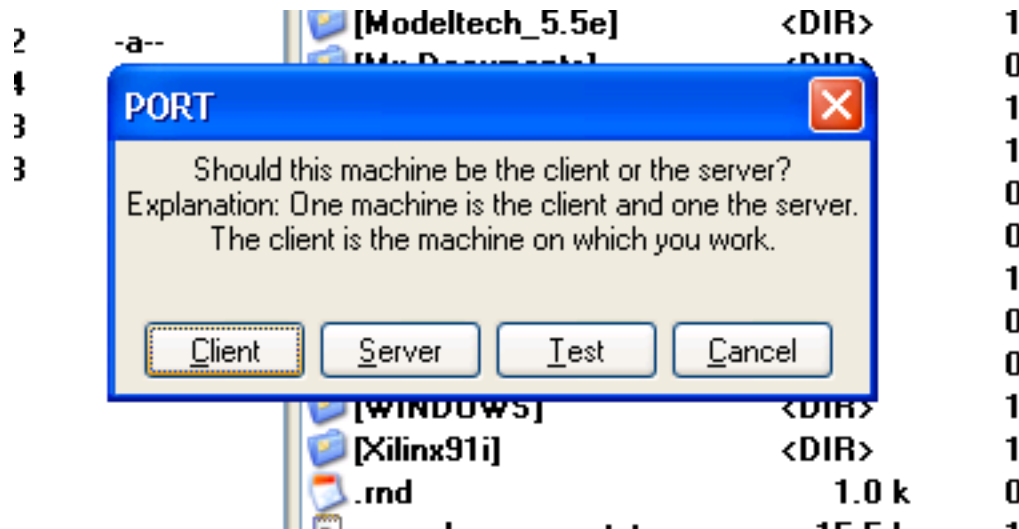 2 -a-- [Modeltech_5.5e] <DIR> 1
4 [My Documents] <DIR> 0
PORT
3 1
3 1
Should this machine be the client or the server?
Explanation: One machine is the client and one the server. 0
The client is the machine on which you work. 0
1
0
Client Server Test Cancel 0
[WINDOWS] <DIR> 1
[Xilinx91i] <DIR> 1
.rnd 1.0 k 0